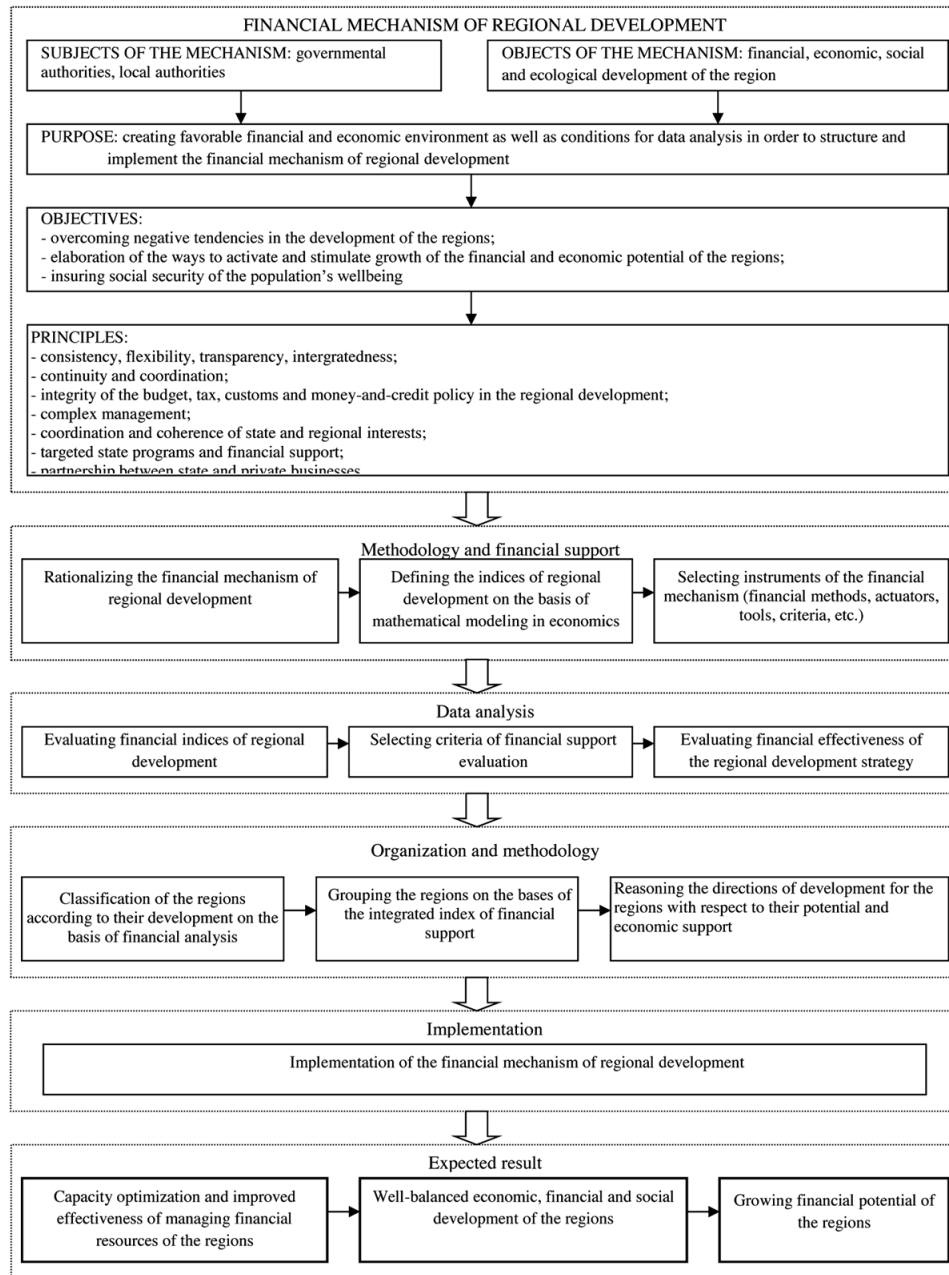 FINANCIAL MECHANISM OF REGIONAL DEVELOPMENT
SUBJECTS OF THE MECHANISM: governmental
authorities, local authorities
OBJECTS OF THE MECHANISM: financial, economic, social
and ecological development of the region
PURPOSE: creating favorable financial and economic environment as well as conditions for data analysis in order to structure and
implement the financial mechanism of regional development
OBJECTIVES:
- overcoming negative tendencies in the development of the regions;
- elaboration of the ways to activate and stimulate growth of the financial and economic potential of the regions;
- insuring social security of the population’s wellbeing
PRINCIPLES:
- consistency, flexibility, transparency, intergratedness;
- continuity and coordination;
- integrity of the budget, tax, customs and money-and-credit policy in the regional development;
- complex management;
- coordination and coherence of state and regional interests;
- targeted state programs and financial support;
- partnership between state and private businesses
Methodology and financial support
Rationalizing the financial mechanism of
regional development
Defining the indices of regional
development on the basis of
mathematical modeling in economics
Selecting instruments of the financial
mechanism (financial methods, actuators,
tools, criteria, etc.)
Data analysis
Evaluating financial indices of regional
development
Selecting criteria of financial support
evaluation
Evaluating financial effectiveness of
the regional development strategy
Organization and methodology
Classification of the regions
according to their development on the
basis of financial analysis
Grouping the regions on the bases of
the integrated index of financial
support
Reasoning the directions of development for the
regions with respect to their potential and
economic support
Implementation
Implementation of the financial mechanism of regional development
Expected result
Capacity optimization and improved
effectiveness of managing financial
resources of the regions
Well-balanced economic, financial and social
development of the regions
Growing financial potential of
the regions